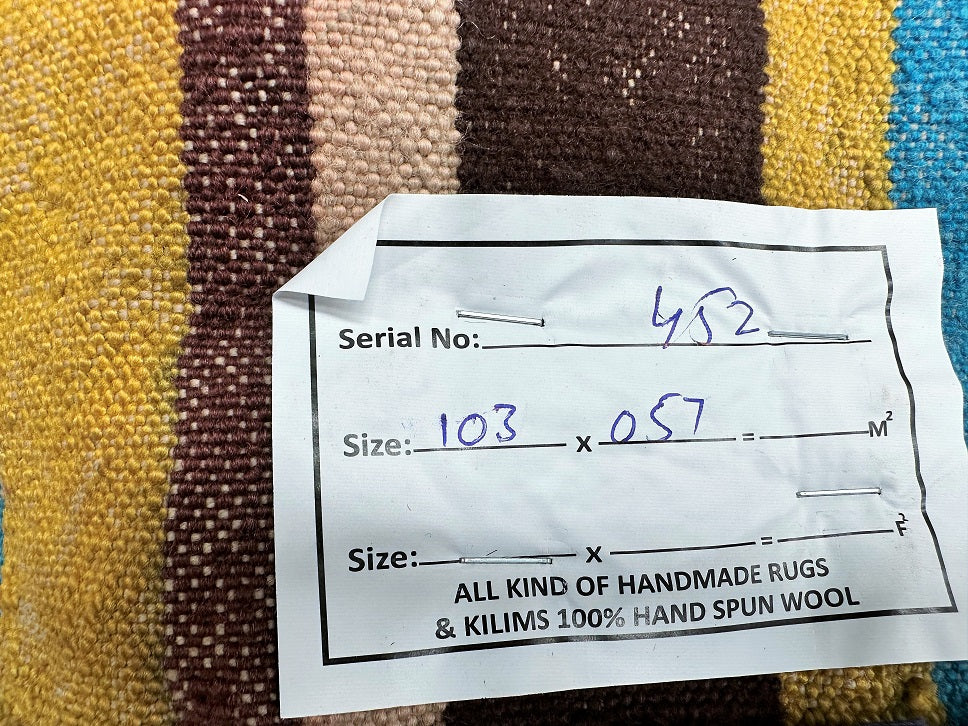 Serial No: 452
Size: 103 x 057 = M²
Size: x = F²
ALL KIND OF HANDMADE RUGS
& KILIMS 100% HAND SPUN WOOL